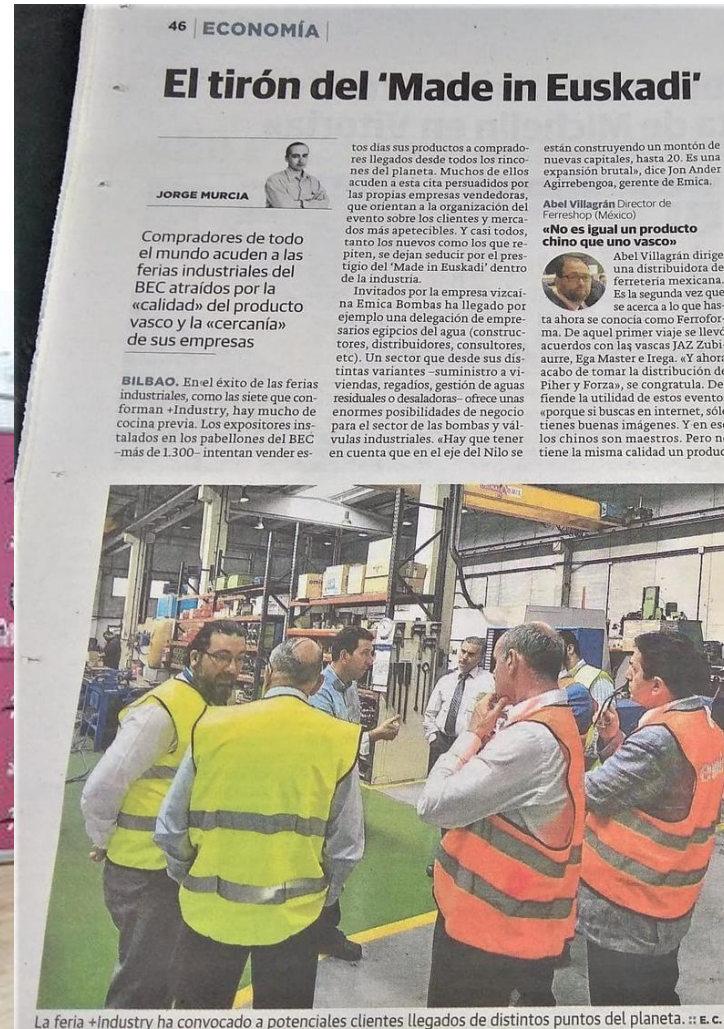 46 | ECONOMÍA |
El tirón del ‘Made in Euskadi’
JORGE MURCIA
Compradores de todo
el mundo acuden a las
ferias industriales del
BEC atraídos por la
«calidad» del producto
vasco y la «cercanía»
de sus empresas
BILBAO. En el éxito de las ferias
industriales, como las siete que con-
forman +Industry, hay mucho de
cocina previa. Los expositores ins-
talados en los pabellones del BEC
–más de 1.300– intentan vender es-
tos días sus productos a comprado-
res llegados desde todos los rinco-
nes del planeta. Muchos de ellos
acuden a esta cita persuadidos por
las propias empresas vendedoras,
que orientan a la organización del
evento sobre los clientes y merca-
dos más apetecibles. Y casi todos,
tanto los nuevos como los que re-
piten, se dejan seducir por el pres-
tigio del ‘Made in Euskadi’ dentro
de la industria.
Invitados por la empresa vizcaí-
na Emica Bombas ha llegado por
ejemplo una delegación de empre-
sarios egipcios del agua (construc-
tores, distribuidores, consultores,
etc). Un sector que desde sus dis-
tintas variantes –suministro a vi-
viendas, regadíos, gestión de aguas
residuales o desaladoras– ofrece unas
enormes posibilidades de negocio
para el sector de las bombas y vál-
vulas industriales. «Hay que tener
en cuenta que en el eje del Nilo se
están construyendo un montón de
nuevas capitales, hasta 20. Es una
expansión brutal», dice Jon Ander
Agirrebengoa, gerente de Emica.
Abel Villagrán Director de
Ferreshop (México)
«No es igual un producto
chino que uno vasco»
Abel Villagrán dirige
una distribuidora de
ferretería mexicana.
Es la segunda vez que
se acerca a lo que has-
ta ahora se conocía como Ferrofor-
ma. De aquel primer viaje se llevó
acuerdos con las vascas JAZ Zubi-
aurre, Ega Master e Irega. «Y ahora
acabo de tomar la distribución de
Piher y Forza», se congratula. De-
fiende la utilidad de estos evento
«porque si buscas en internet, sólo
tienes buenas imágenes. Y en eso
los chinos son maestros. Pero no
tiene la misma calidad un produc
La feria +Industry ha convocado a potenciales clientes llegados de distintos puntos del planeta. :: E. C.